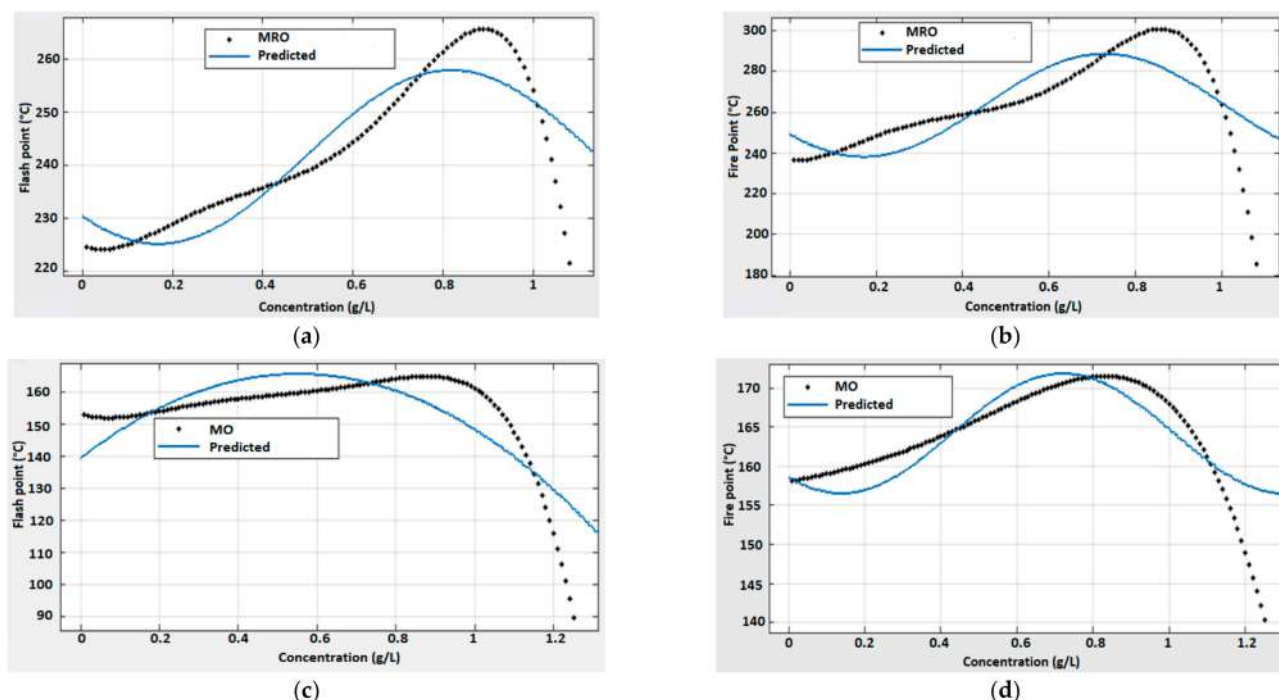 MRO
Predicted
260
250
240
230
220
Flash point (°C)
0 0.2 0.4 0.6 0.8 1
Concentration (g/L)
(a)
MRO
Predicted
300
280
260
240
220
200
180
Fire Point (°C)
0 0.2 0.4 0.6 0.8 1
Concentration (g/L)
(b)
MO
Predicted
160
150
140
130
120
110
100
90
Flash point (°C)
0 0.2 0.4 0.6 0.8 1 1.2
Concentration (g/L)
(c)
MO
Predicted
170
165
160
155
150
145
140
Fire point (°C)
0 0.2 0.4 0.6 0.8 1 1.2
Concentration (g/L)
(d)